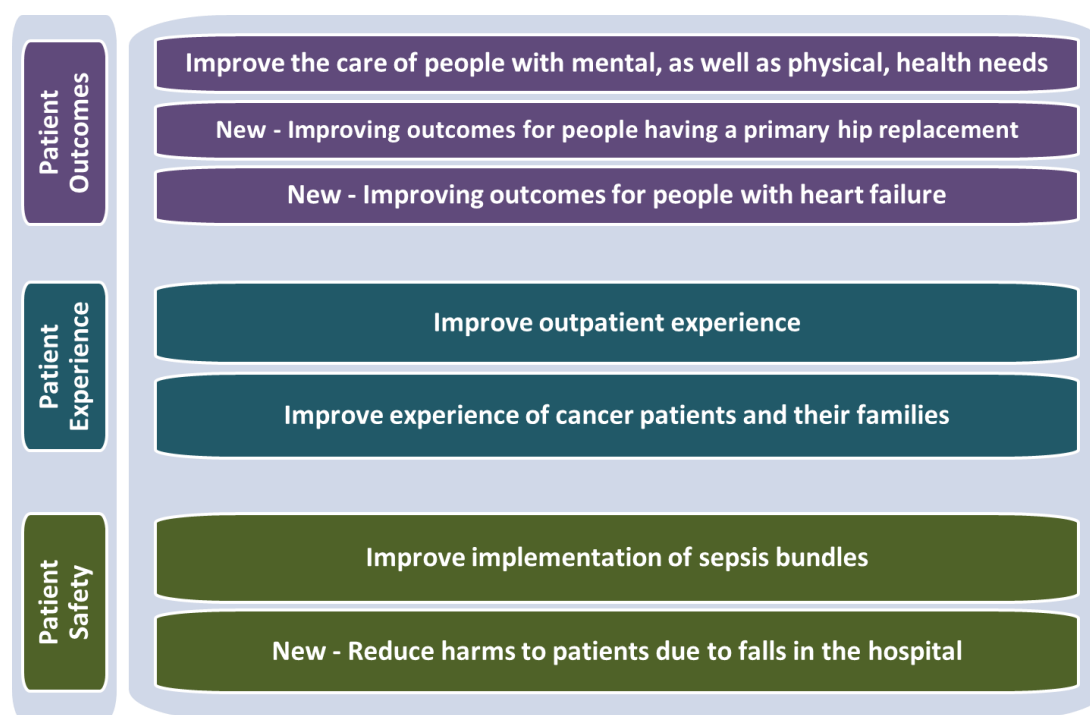 Patient
Outcomes
Improve the care of people with mental, as well as physical, health needs
New - Improving outcomes for people having a primary hip replacement
New - Improving outcomes for people with heart failure
Patient
Experience
Improve outpatient experience
Improve experience of cancer patients and their families
Patient
Safety
Improve implementation of sepsis bundles
New - Reduce harms to patients due to falls in the hospital